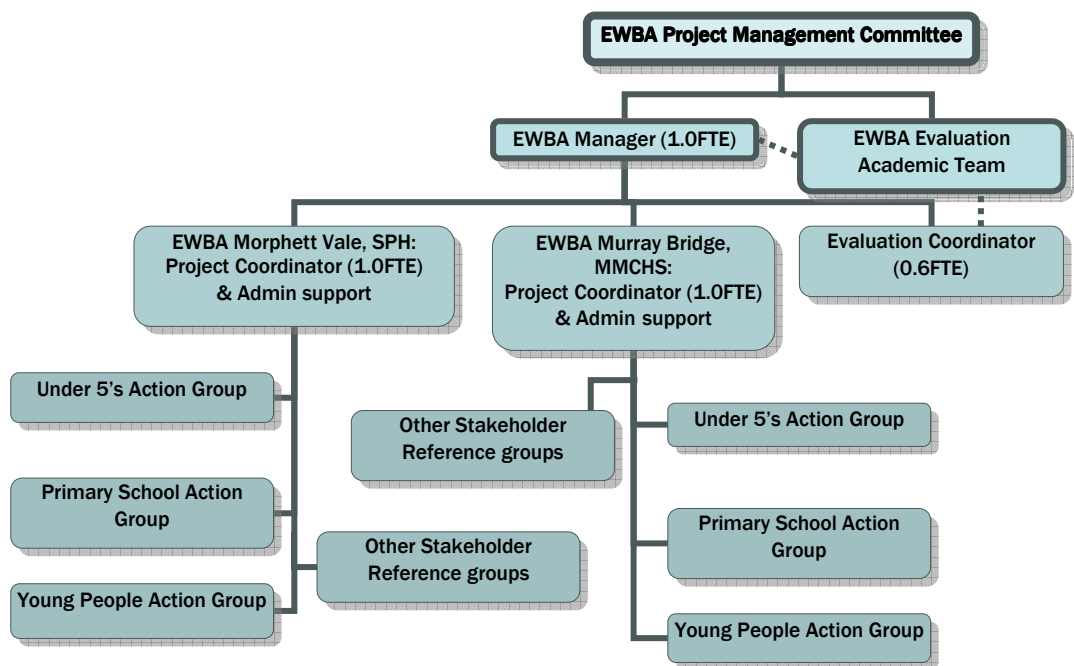 EWBA Project Management Committee
EWBA Manager (1.0FTE)
EWBA Evaluation
Academic Team
EWBA Morphett Vale, SPH:
Project Coordinator (1.0FTE)
& Admin support
EWBA Murray Bridge,
MMCHS:
Project Coordinator (1.0FTE)
& Admin support
Evaluation Coordinator
(0.6FTE)
Under 5's Action Group
Primary School Action
Group
Young People Action Group
Other Stakeholder
Reference groups
Other Stakeholder
Reference groups
Under 5's Action Group
Primary School Action
Group
Young People Action Group